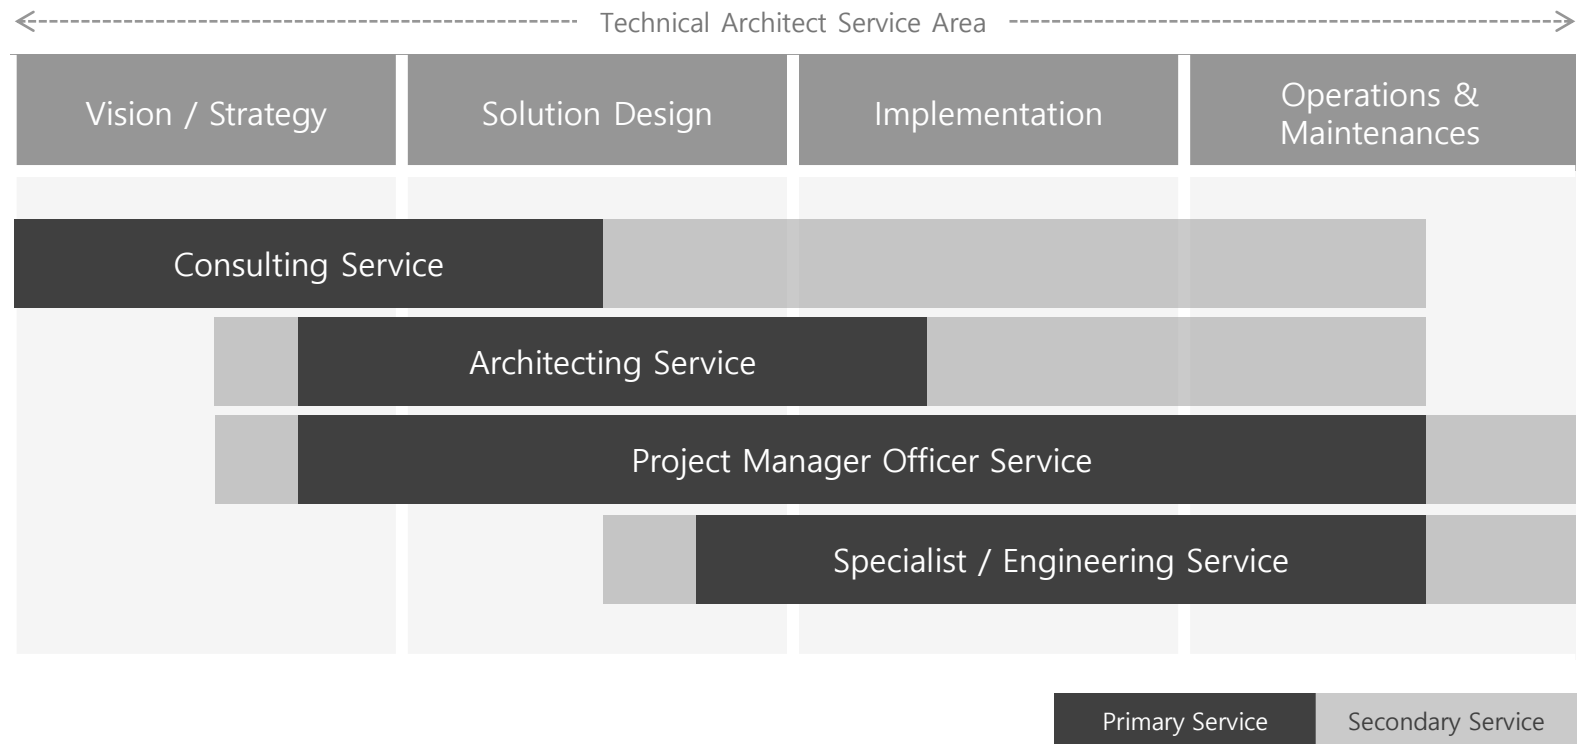 Technical Architect Service Area
Vision / Strategy
Solution Design
Implementation
Operations &
Maintenances
Consulting Service
Architecting Service
Project Manager Officer Service
Specialist / Engineering Service
Primary Service
Secondary Service